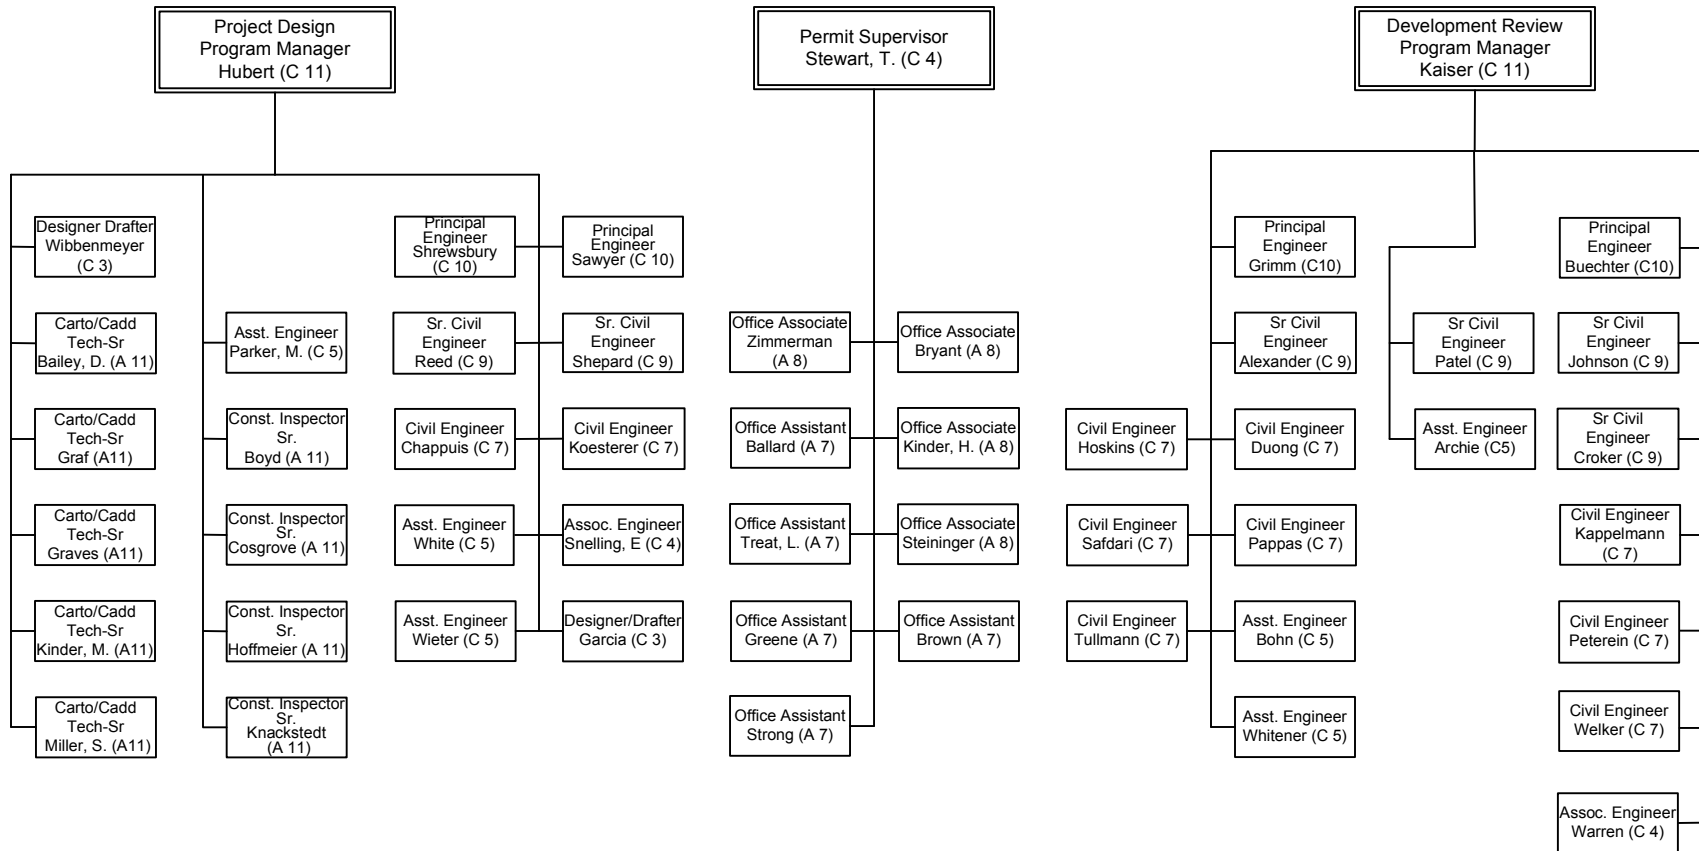 Project Design
Program Manager
Hubert (C 11)
Permit Supervisor
Stewart, T. (C 4)
Development Review
Program Manager
Kaiser (C 11)
Designer Drafter
Wibbenmeyer
(C 3)
Carto/Cadd
Tech-Sr
Bailey, D. (A 11)
Carto/Cadd
Tech-Sr
Graf (A11)
Carto/Cadd
Tech-Sr
Graves (A11)
Carto/Cadd
Tech-Sr
Kinder, M. (A11)
Carto/Cadd
Tech-Sr
Miller, S. (A11)
Asst. Engineer
Parker, M. (C 5)
Const. Inspector
Sr.
Boyd (A 11)
Const. Inspector
Sr.
Cosgrove (A 11)
Const. Inspector
Sr.
Hoffmeier (A 11)
Const. Inspector
Sr.
Knackstedt
(A 11)
Principal
Engineer
Shrewsbury
(C 10)
Sr. Civil
Engineer
Reed (C 9)
Civil Engineer
Chappuis (C 7)
Asst. Engineer
White (C 5)
Asst. Engineer
Wieter (C 5)
Principal
Engineer
Sawyer (C 10)
Sr. Civil
Engineer
Shepard (C 9)
Civil Engineer
Koesterer (C 7)
Assoc. Engineer
Snelling, E (C 4)
Designer/Drafter
Garcia (C 3)
Office Associate
Zimmerman
(A 8)
Office Assistant
Ballard (A 7)
Office Assistant
Treat, L. (A 7)
Office Assistant
Greene (A 7)
Office Assistant
Strong (A 7)
Office Associate
Bryant (A 8)
Office Associate
Kinder, H. (A 8)
Office Associate
Steininger (A 8)
Office Assistant
Brown (A 7)
Civil Engineer
Hoskins (C 7)
Civil Engineer
Safdari (C 7)
Civil Engineer
Tullmann (C 7)
Principal
Engineer
Grimm (C10)
Sr Civil
Engineer
Alexander (C 9)
Civil Engineer
Duong (C 7)
Civil Engineer
Pappas (C 7)
Asst. Engineer
Bohn (C 5)
Asst. Engineer
Whitener (C 5)
Sr Civil
Engineer
Patel (C 9)
Asst. Engineer
Archie (C5)
Principal
Engineer
Buechter (C10)
Sr Civil
Engineer
Johnson (C 9)
Sr Civil
Engineer
Croker (C 9)
Civil Engineer
Kappelmann
(C 7)
Civil Engineer
Peterein (C 7)
Civil Engineer
Welker (C 7)
Assoc. Engineer
Warren (C 4)